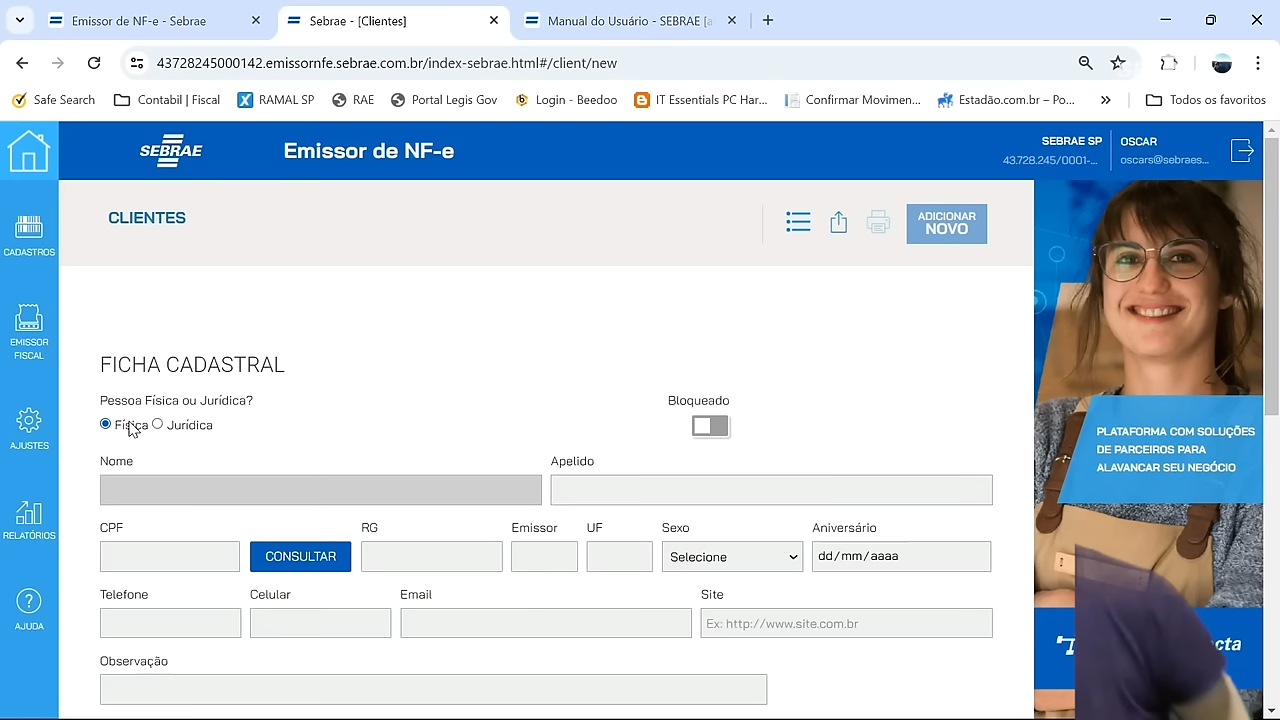 Emissor de NF-e - Sebrae
Sebrae - [Clientes]
Manual do Usuário - SEBRAE [a
43728245000142.emissornfe.sebrae.com.br/index-sebrae.html#/client/new
Safe Search
Contabil | Fiscal
RAMAL SP
RAE
Portal Legis Gov
Login - Beedoo
IT Essentials PC Har...
Confirmar Movimen...
Estadão.com.br – Po...
Todos os favoritos
SEBRAE
Emissor de NF-e
SEBRAE SP
43.728.245/0001-...
OSCAR
oscars@sebraes...
CADASTROS
EMISSOR
FISCAL
AJUSTES
RELATÓRIOS
AJUDA
CLIENTES
ADICIONAR
NOVO
FICHA CADASTRAL
Pessoa Física ou Jurídica?
Bloqueado
Física
Jurídica
Nome
Apelido
CPF
RG
Emissor
UF
Sexo
Aniversário
CONSULTAR
Selecione
dd/mm/aaaa
Telefone
Celular
Email
Site
Ex: http://www.site.com.br
Observação
PLATAFORMA COM SOLUÇÕES
DE PARCEIROS PARA
ALAVANCAR SEU NEGÓCIO
cta